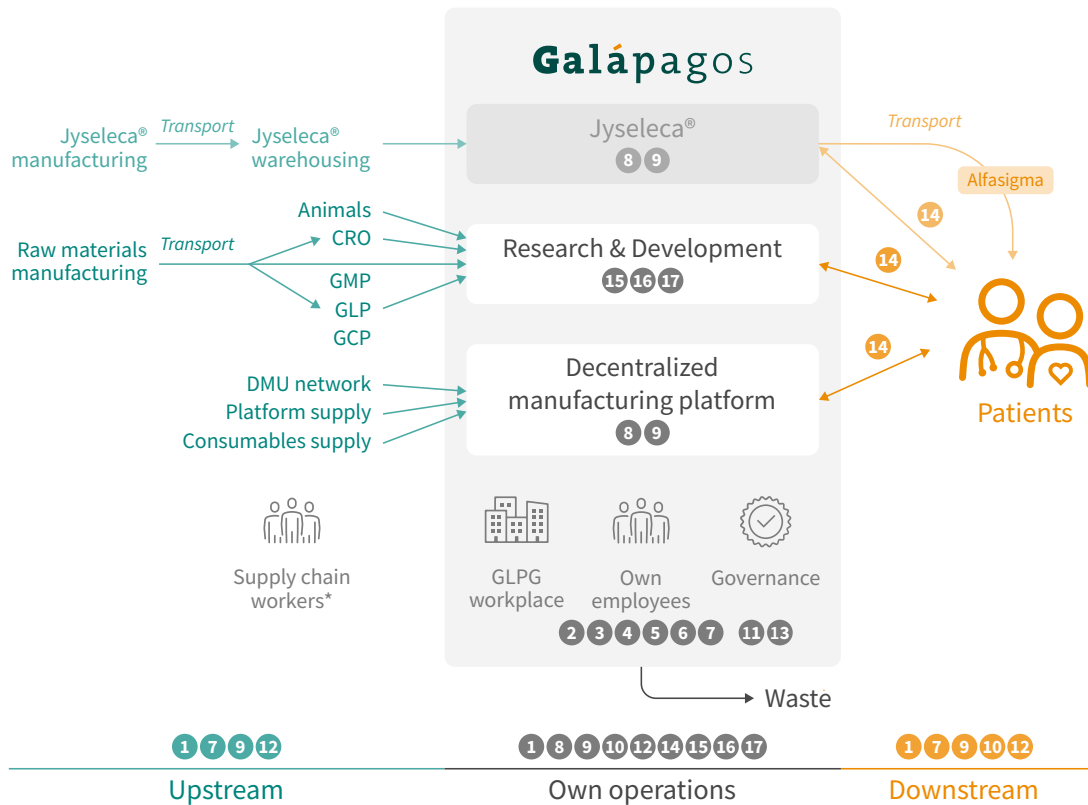 Galápagos
Jyseleca®
manufacturing
Transport
Jyseleca®
warehousing
Jyseleca®
8 9
Transport
Alfasigma
14
Raw materials
manufacturing
Transport
Animals
CRO
GMP
GLP
GCP
Research & Development
15 16 17
14
DMU network
Platform supply
Consumables supply
Decentralized
manufacturing platform
8 9
14
Patients
Supply chain
workers*
GLPG
workplace
Own
employees
2 3 4 5 6 7
Governance
11 13
Waste
1 7 9 12
Upstream
1 8 9 10 12 14 15 16 17
Own operations
1 7 9 10 12
Downstream